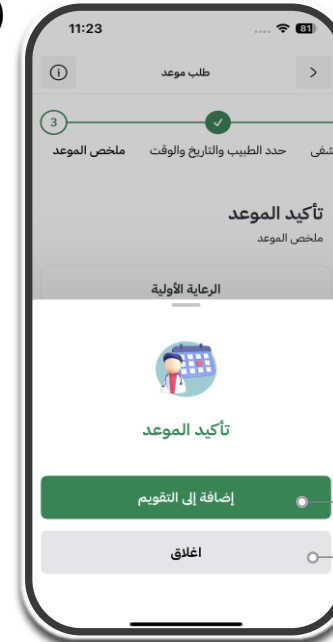 11:23
81
طلب موعد
3
شفى
حدد الطبيب والتاريخ والوقت
ملخص الموعد
تأكيد الموعد
ملخص الموعد
الرعاية الأولية
تأكيد الموعد
إضافة إلى التقويم
اغلاق